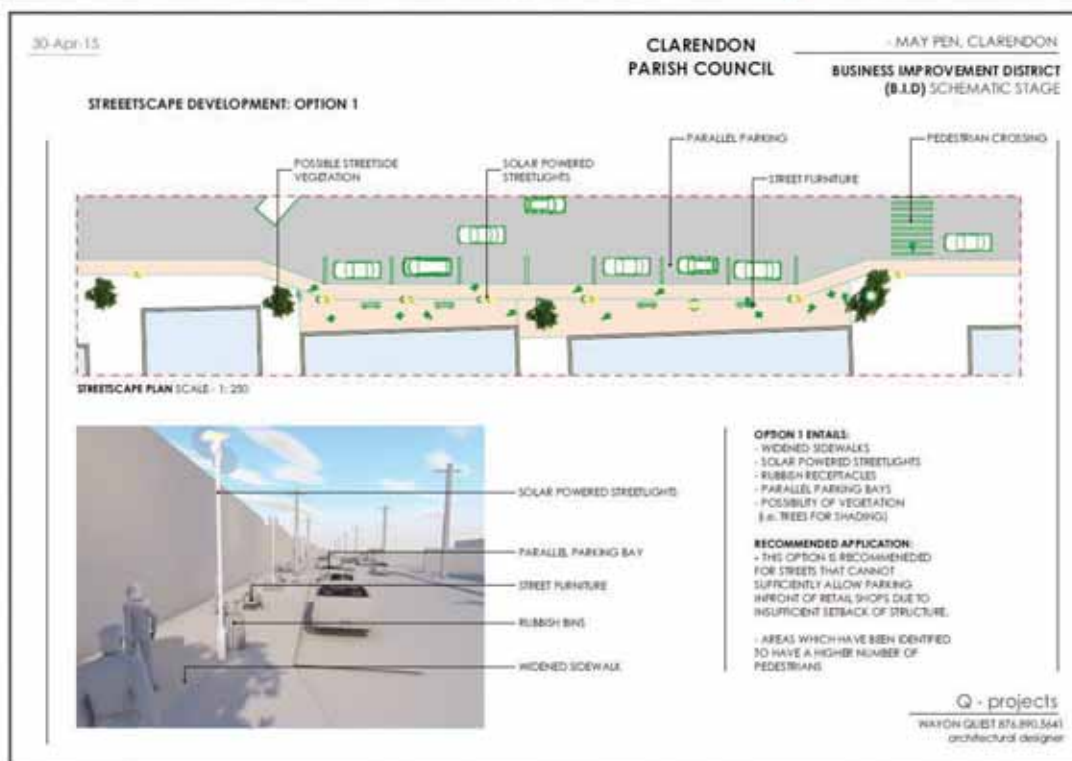 30-Apr-15
CLARENDON
PARISH COUNCIL
- MAY PEN, CLARENDON
BUSINESS IMPROVEMENT DISTRICT
(B.I.D) SCHEMATIC STAGE
STREEETSCAPE DEVELOPMENT: OPTION 1
POSSIBLE STREETSIDE
VEGETATION
SOLAR POWERED
STREETLIGHTS
PARALLEL PARKING
STREET FURNITURE
PEDESTRIAN CROSSING
STREETSCAPE PLAN SCALE - 1: 250
SOLAR POWERED STREETLIGHTS
PARALLEL PARKING BAY
STREET FURNITURE
RUBBISH BINS
WIDENED SIDEWALK
OPTION 1 ENTAILS:
- WIDENED SIDEWALKS
- SOLAR POWERED STREETLIGHTS
- RUBBISH RECEPTACLES
- PARALLEL PARKING BAYS
- POSSIBILITY OF VEGETATION
(i.e. TREES FOR SHADING)
RECOMMENDED APPLICATION:
- THIS OPTION IS RECOMMENEDED
FOR STREETS THAT CANNOT
SUFFICIENTLY ALLOW PARKING
INFRONT OF RETAIL SHOPS DUE TO
INSUFFICIENT SETBACK OF STRUCTURE.
- AREAS WHICH HAVE BEEN IDENTIFIED
TO HAVE A HIGHER NUMBER OF
PEDESTRIANS
Q - projects
WAYON QUEST 876.890.5641
architectural designer